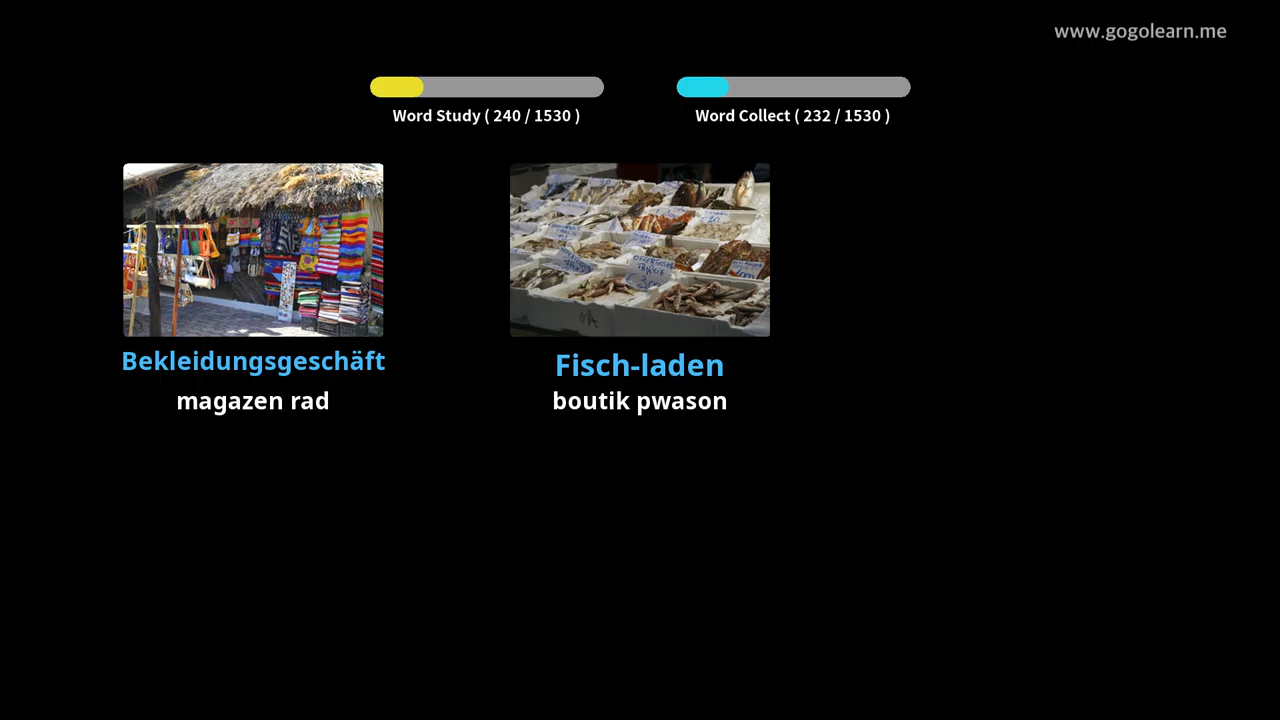 www.gogolearn.me
Word Study ( 240 / 1530 )
Word Collect ( 232 / 1530 )
Bekleidungsgeschäft
magazen rad
Fisch-laden
boutik pwason